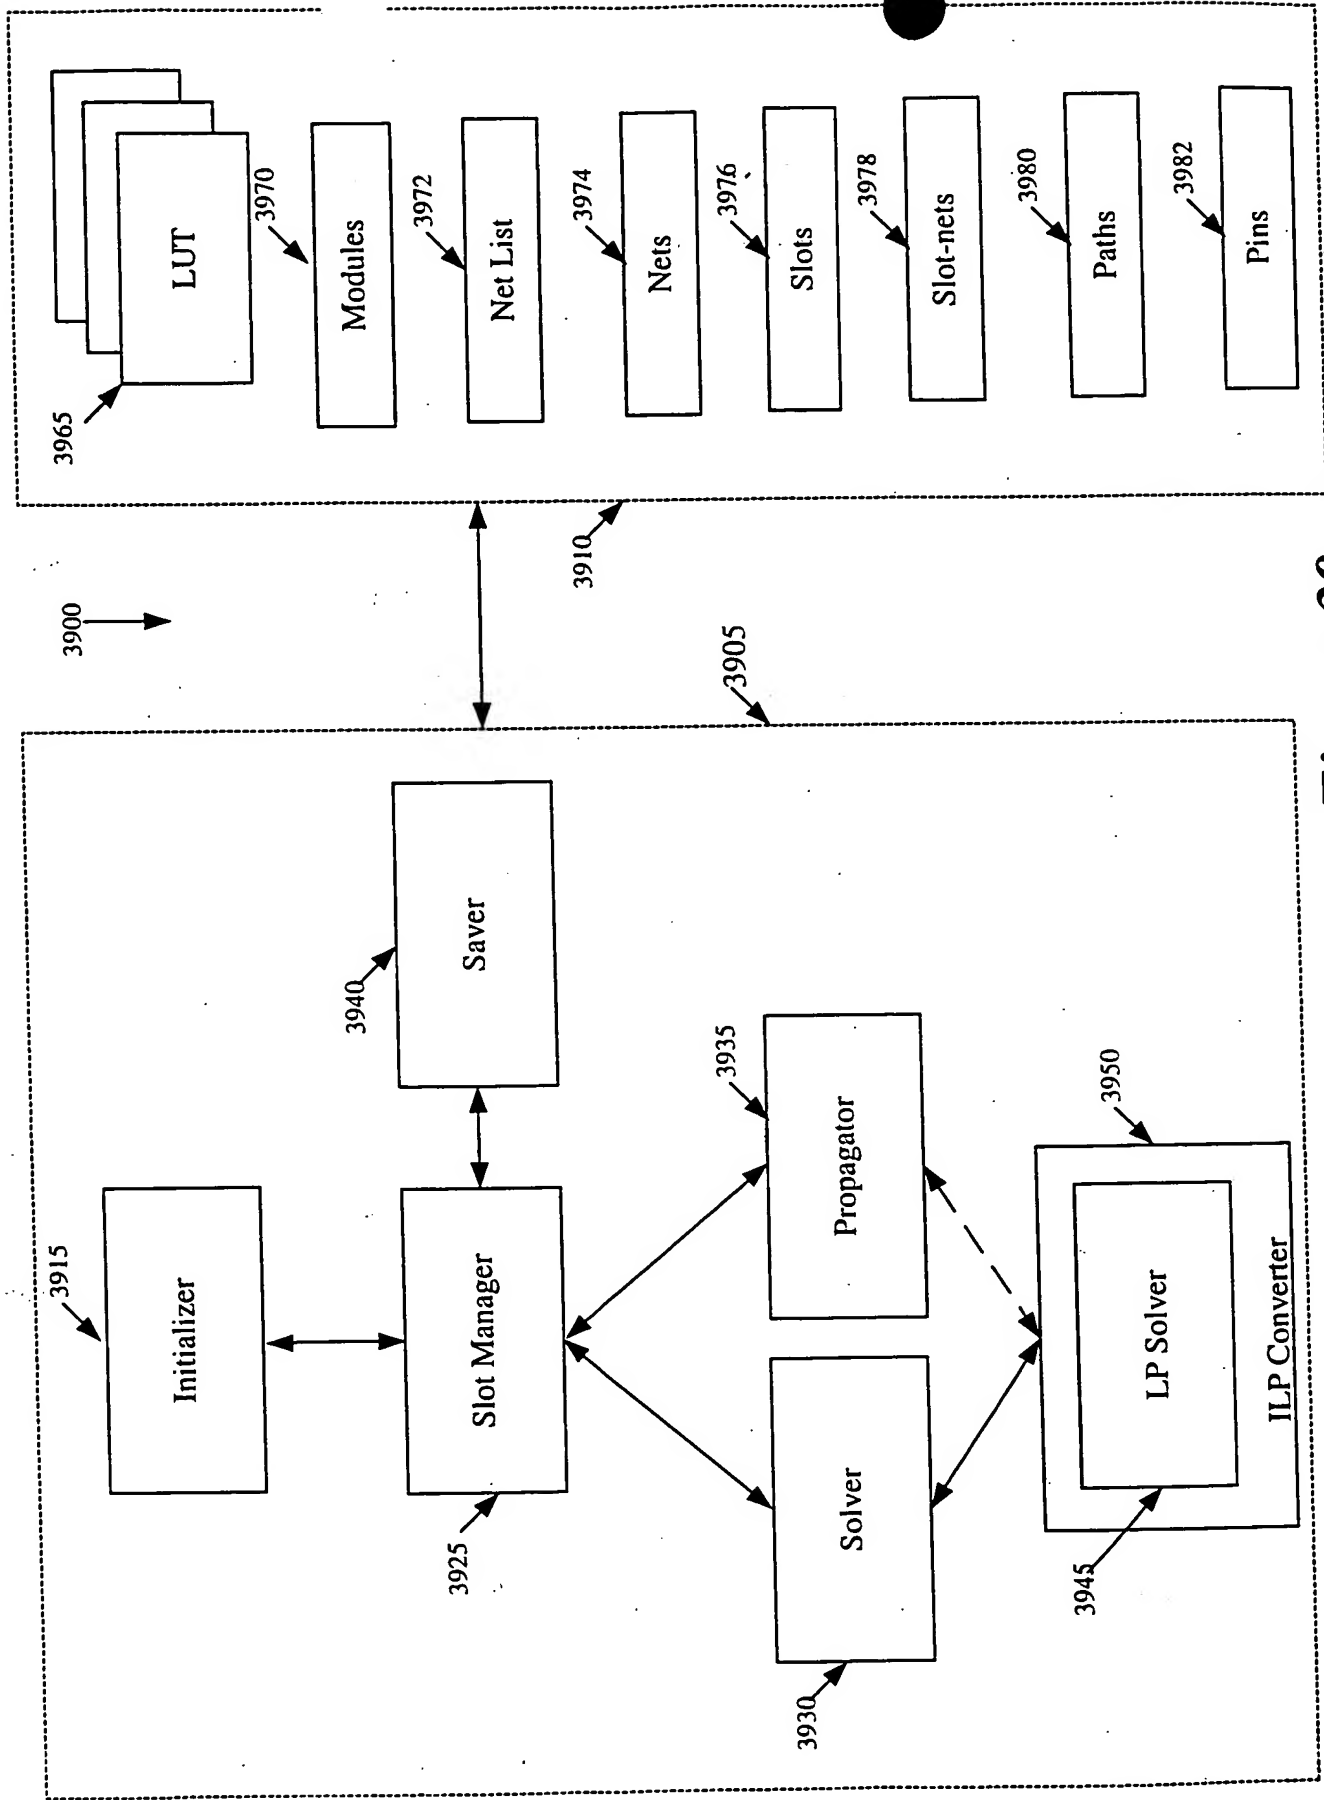 3900
3905
3915
Initializer
3925
Slot Manager
3940
Saver
3930
Solver
3935
Propagator
3950
3945
LP Solver
ILP Converter
3910
3965
LUT
3970
Modules
3972
Net List
3974
Nets
3976
Slots
3978
Slot-nets
3980
Paths
3982
Pins